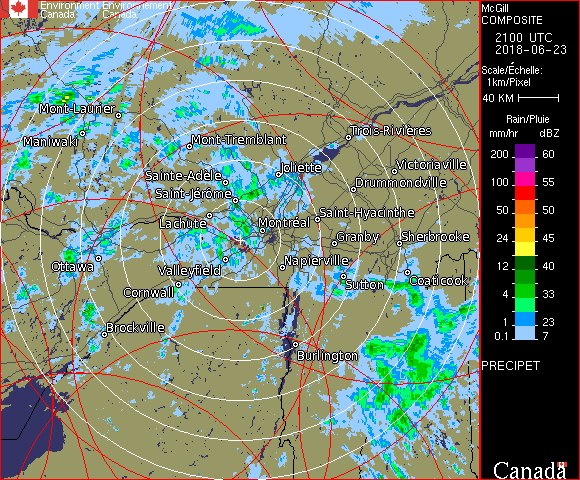 Environment Environnement
Canada Canada
McGill
COMPOSITE
2100 UTC
2018-06-23
Scale/Échelle:
1km/Pixel
40 KM
Rain/Pluie
mm/hr dBZ
200 60
100 55
50 50
24 45
12 40
4 33
1 23
0.1 7
PRECIPET
Canada
Mont-Laurier
Maniwaki
Mont-Tremblant
Trois-Rivières
Joliette
Victoriaville
Sainte-Adèle
Drummondville
Saint-Jérôme
Lachute
Saint-Hyacinthe
Montréal
Granby
Sherbrooke
Ottawa
Valleyfield
Napierville
Cornwall
Sutton
Coaticook
Brockville
Burlington